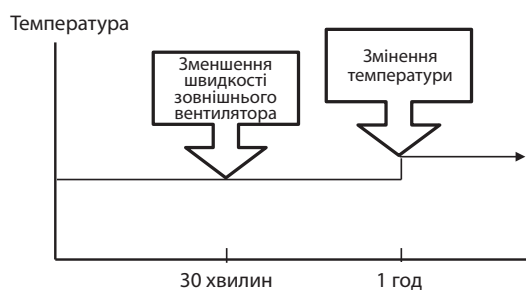 Температура
Зменшення
швидкості
зовнішнього
вентилятора
Змінення
температури
30 хвилин
1 год